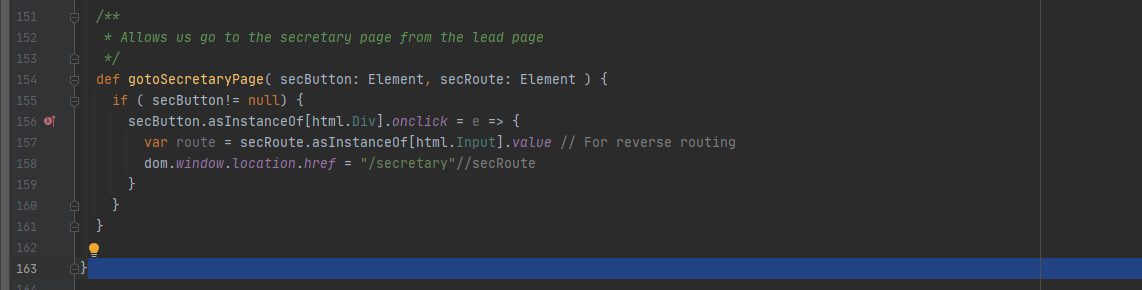 151 /**
152 * Allows us go to the secretary page from the lead page
153 */
154 def gotoSecretaryPage( secButton: Element, secRoute: Element ) {
155 if ( secButton!= null) {
156 secButton.asInstanceOf[html.Div].onclick = e => {
157 var route = secRoute.asInstanceOf[html.Input].value // For reverse routing
158 dom.window.location.href = "/secretary"//secRoute
159 }
160 }
161 }
162
163 }
164